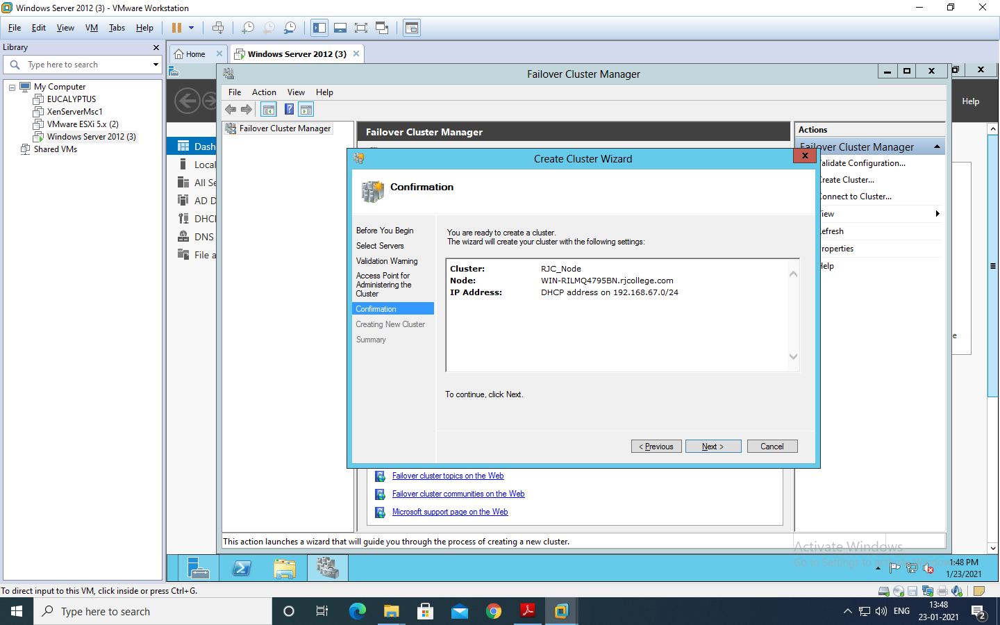 Windows Server 2012 (3) - VMware Workstation
File Edit View VM Tabs Help
Library
Type here to search
My Computer
EUCALYPTUS
XenServerMsc1
VMware ESXi 5.x (2)
Windows Server 2012 (3)
Shared VMs
Home
Windows Server 2012 (3)
Failover Cluster Manager
File Action View Help
Help
Failover Cluster Manager
Failover Cluster Manager
Actions
Failover Cluster Manager
alidate Configuration...
reate Cluster...
onnect to Cluster...
iew
efresh
roperties
elp
Dash
Local
All Se
AD D
DHC
DNS
File a
Create Cluster Wizard
Confirmation
Before You Begin
Select Servers
Validation Warning
Access Point for
Administering the
Cluster
Confirmation
Creating New Cluster
Summary
You are ready to create a cluster.
The wizard will create your cluster with the following settings:
Cluster: RJC_Node
Node: WIN-RILMQ4795BN.rjcollege.com
IP Address: DHCP address on 192.168.67.0/24
To continue, click Next.
< Previous Next > Cancel
e
Failover cluster topics on the Web
Failover cluster communities on the Web
Microsoft support page on the Web
This action launches a wizard that will guide you through the process of creating a new cluster.
Activate Windows
Go to Settings to
1:48 PM
1/23/2021
To direct input to this VM, click inside or press Ctrl+G.
Type here to search
ENG
13:48
23-01-2021
2